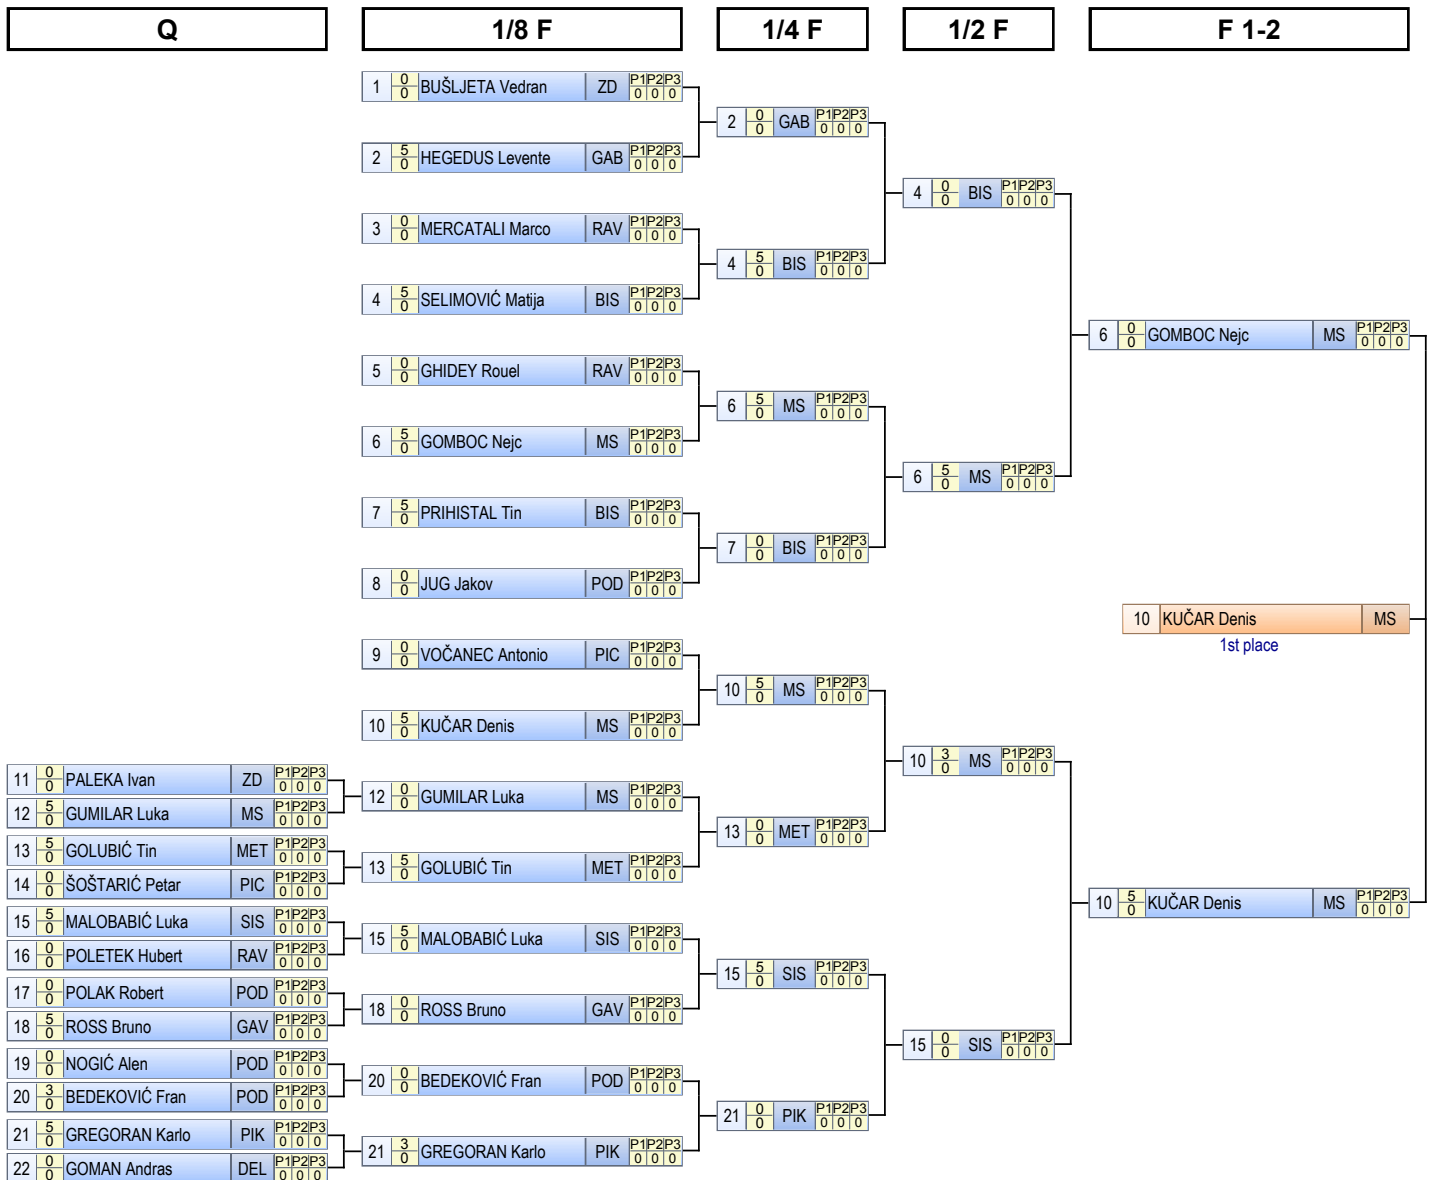 Q 1/8 F 1/4 F 1/2 F F 1-2
1 0 0 BUŠLJETA Vedran ZD P1 P2 P3 0 0 0
2 0 0 GAB P1 P2 P3 0 0 0
2 5 0 HEGEDUS Levente GAB P1 P2 P3 0 0 0
4 0 0 BIS P1 P2 P3 0 0 0
3 0 0 MERCATALI Marco RAV P1 P2 P3 0 0 0
4 5 0 BIS P1 P2 P3 0 0 0
4 5 0 SELIMOVIĆ Matija BIS P1 P2 P3 0 0 0
6 0 0 GOMBOC Nejc MS P1 P2 P3 0 0 0
5 0 0 GHIDEY Rouel RAV P1 P2 P3 0 0 0
6 5 0 MS P1 P2 P3 0 0 0
6 5 0 GOMBOC Nejc MS P1 P2 P3 0 0 0
6 5 0 MS P1 P2 P3 0 0 0
7 5 0 PRIHISTAL Tin BIS P1 P2 P3 0 0 0
7 0 0 BIS P1 P2 P3 0 0 0
8 0 0 JUG Jakov POD P1 P2 P3 0 0 0
10 KUČAR Denis MS
1st place
9 0 0 VOČANEC Antonio PIC P1 P2 P3 0 0 0
10 5 0 MS P1 P2 P3 0 0 0
10 5 0 KUČAR Denis MS P1 P2 P3 0 0 0
10 3 0 MS P1 P2 P3 0 0 0
11 0 0 PALEKA Ivan ZD P1 P2 P3 0 0 0
12 0 0 GUMILAR Luka MS P1 P2 P3 0 0 0
12 5 0 GUMILAR Luka MS P1 P2 P3 0 0 0
13 0 0 MET P1 P2 P3 0 0 0
13 5 0 GOLUBIĆ Tin MET P1 P2 P3 0 0 0
13 5 0 GOLUBIĆ Tin MET P1 P2 P3 0 0 0
14 0 0 ŠOŠTARIĆ Petar PIC P1 P2 P3 0 0 0
10 5 0 KUČAR Denis MS P1 P2 P3 0 0 0
15 5 0 MALOBABIĆ Luka SIS P1 P2 P3 0 0 0
15 5 0 MALOBABIĆ Luka SIS P1 P2 P3 0 0 0
16 0 0 POLETEK Hubert RAV P1 P2 P3 0 0 0
15 5 0 SIS P1 P2 P3 0 0 0
17 0 0 POLAK Robert POD P1 P2 P3 0 0 0
18 0 0 ROSS Bruno GAV P1 P2 P3 0 0 0
18 5 0 ROSS Bruno GAV P1 P2 P3 0 0 0
15 0 0 SIS P1 P2 P3 0 0 0
19 0 0 NOGIĆ Alen POD P1 P2 P3 0 0 0
20 0 0 BEDEKOVIĆ Fran POD P1 P2 P3 0 0 0
20 3 0 BEDEKOVIĆ Fran POD P1 P2 P3 0 0 0
21 0 0 PIK P1 P2 P3 0 0 0
21 5 0 GREGORAN Karlo PIK P1 P2 P3 0 0 0
21 3 0 GREGORAN Karlo PIK P1 P2 P3 0 0 0
22 0 0 GOMAN Andras DEL P1 P2 P3 0 0 0